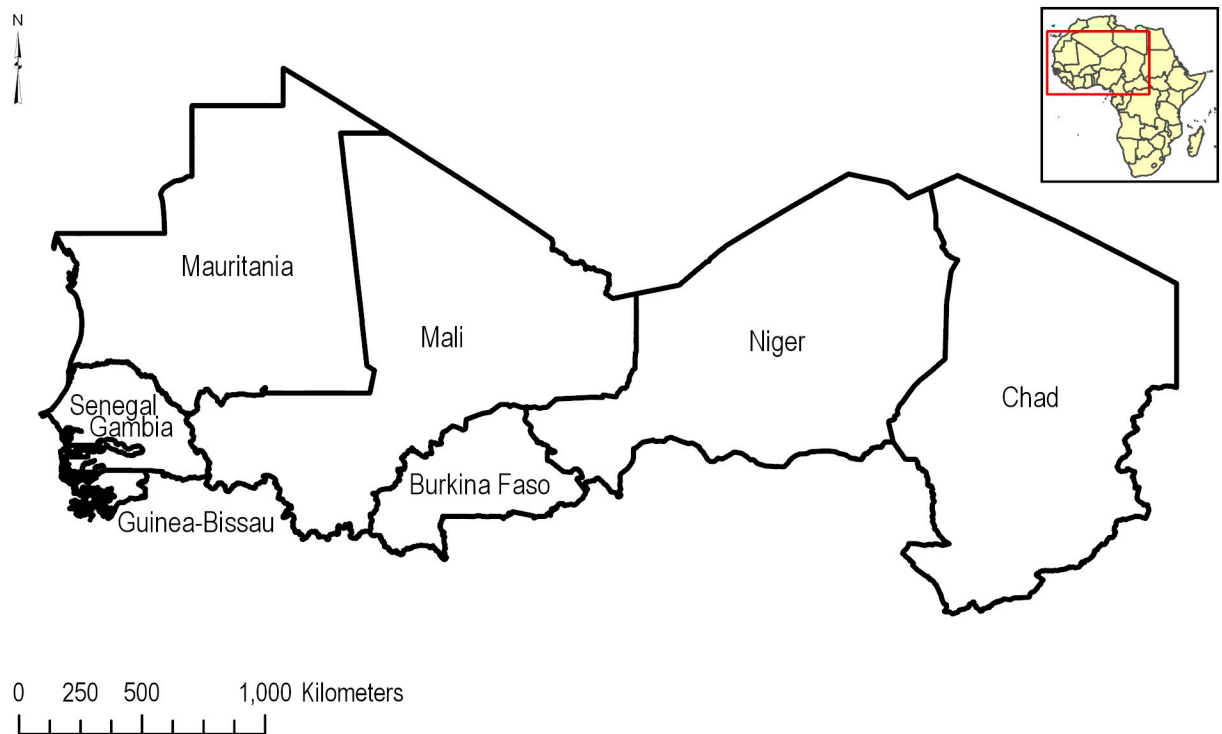 N
Mauritania
Mali
Niger
Chad
Senegal
Gambia
Burkina Faso
Guinea-Bissau
0 250 500 1,000 Kilometers